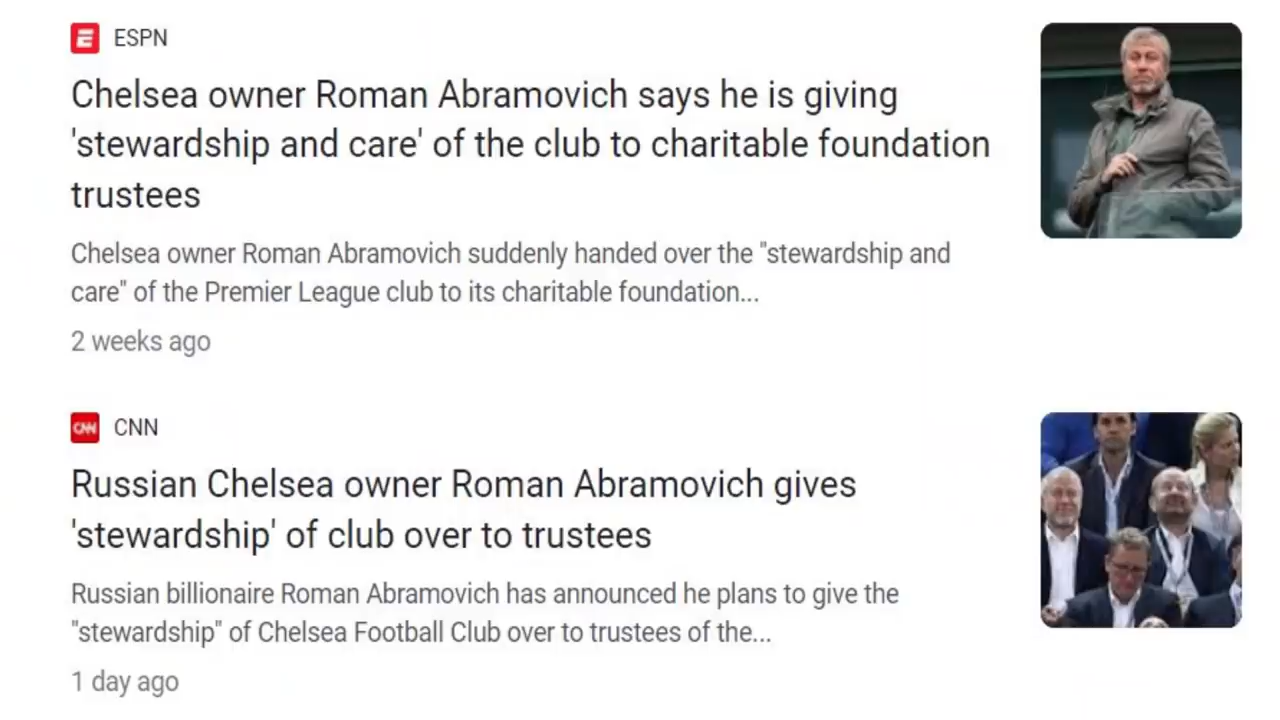 ESPN
Chelsea owner Roman Abramovich says he is giving
'stewardship and care' of the club to charitable foundation
trustees
Chelsea owner Roman Abramovich suddenly handed over the "stewardship and
care" of the Premier League club to its charitable foundation...
2 weeks ago
CNN
CNN
Russian Chelsea owner Roman Abramovich gives
'stewardship' of club over to trustees
Russian billionaire Roman Abramovich has announced he plans to give the
"stewardship" of Chelsea Football Club over to trustees of the...
1 day ago